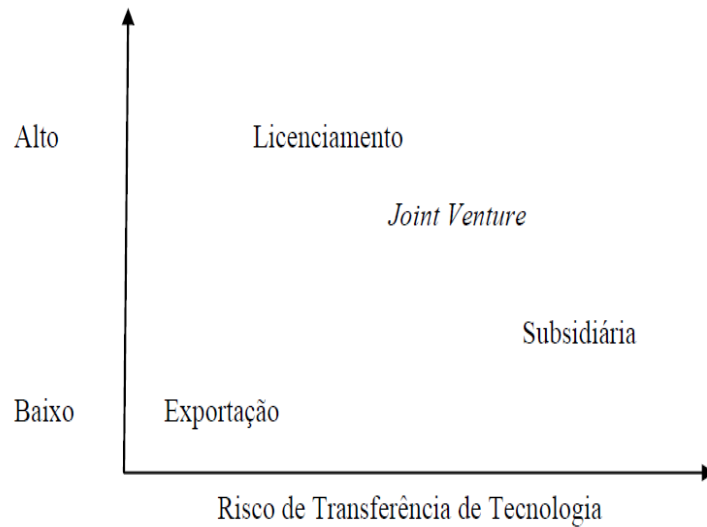 Alto
Licenciamento
Joint Venture
Subsidiária
Baixo
Exportação
Risco de Transferência de Tecnologia